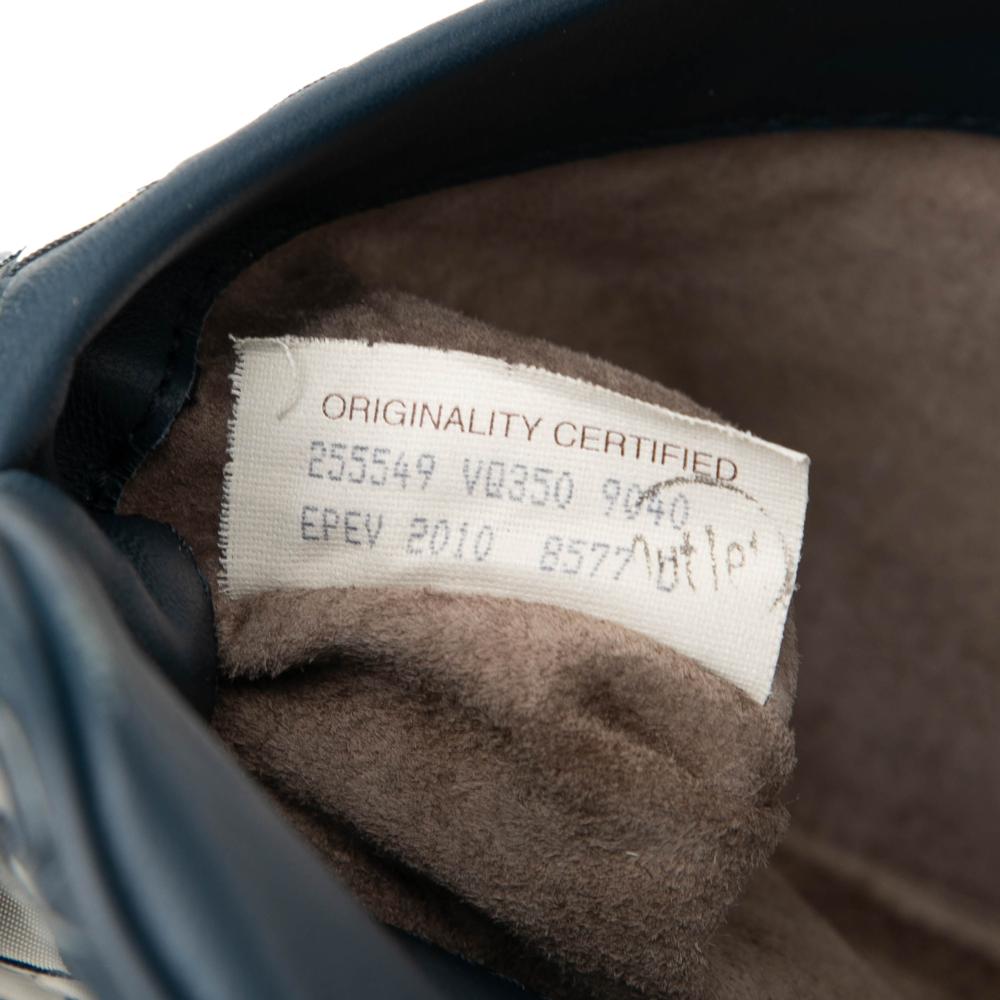 ORIGINALITY CERTIFIED
255549 VQ350 9040
EPEV 2010 8577